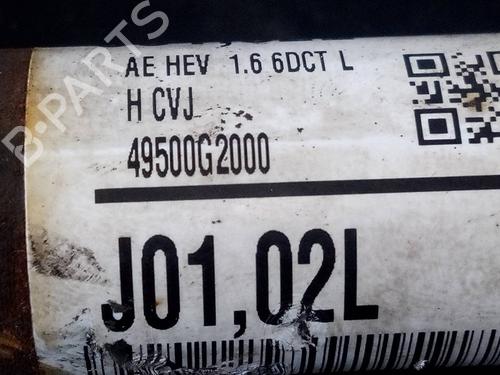 AE HEV 1.6 6DCT L
H CVJ
49500G2000
J01,02L
B-PARTS